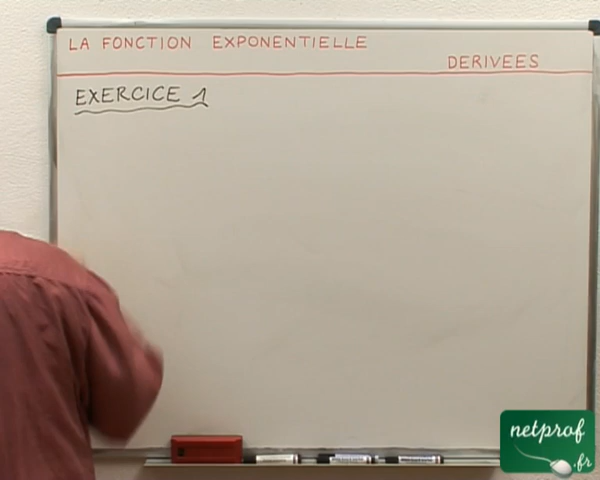 LA FONCTION EXPONENTIELLE
DERIVEES
EXERCICE 1
netprof
.fr